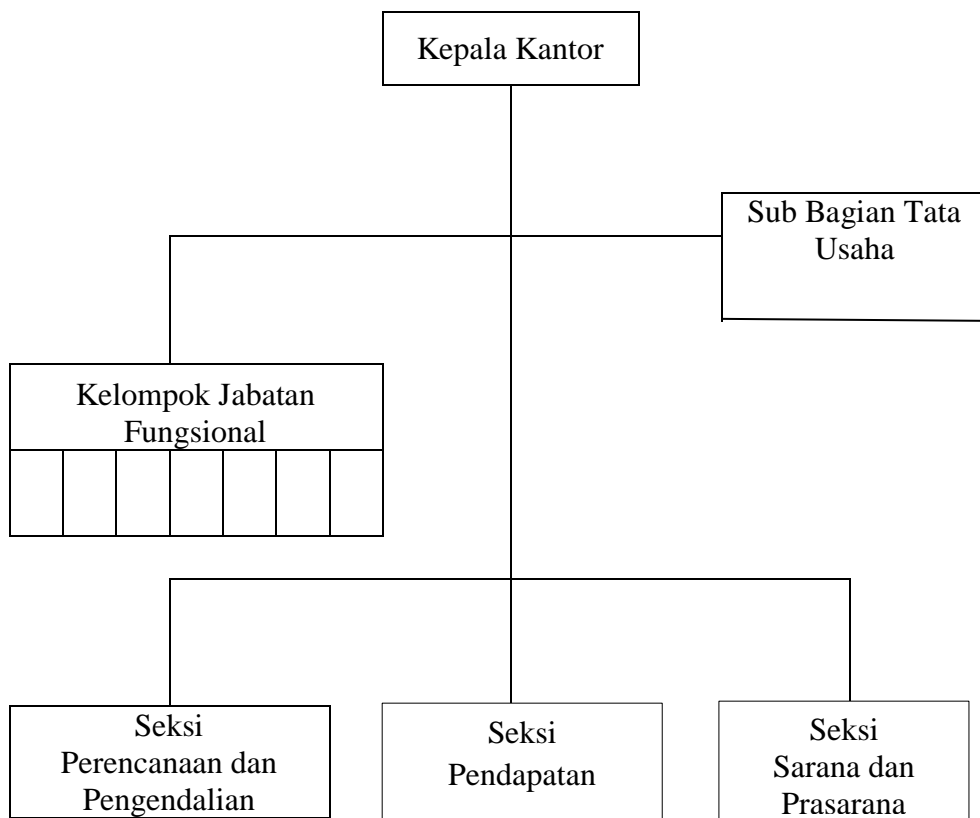 Kepala Kantor
Sub Bagian Tata
Usaha
Kelompok Jabatan
Fungsional
Seksi
Perencanaan dan
Pengendalian
Seksi
Pendapatan
Seksi
Sarana dan
Prasarana